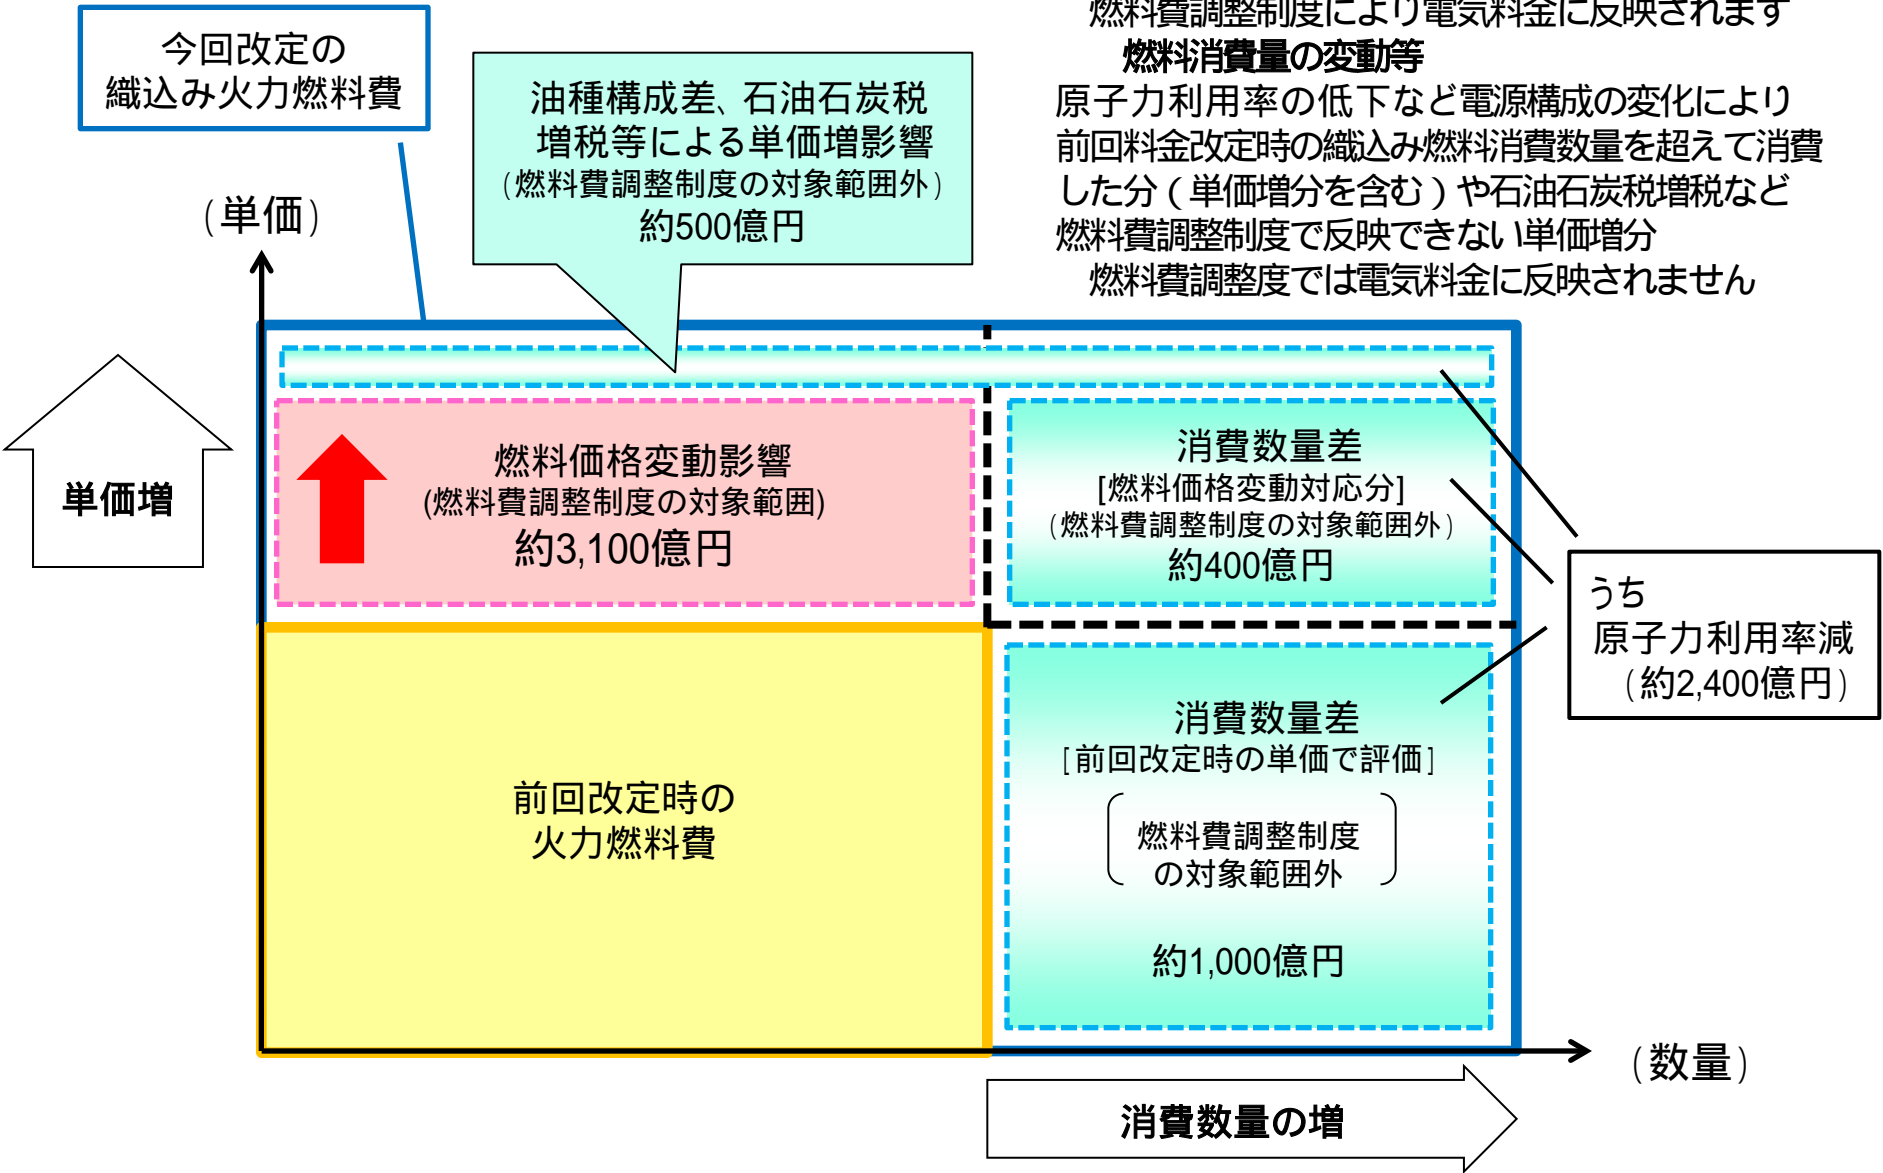 燃料費調整制度により電気料金に反映されます
燃料消費量の変動等
原子力利用率の低下など電源構成の変化により
前回料金改定時の織込み燃料消費数量を超えて消費
した分（単価増分を含む）や石油石炭税増税など
燃料費調整制度で反映できない単価増分
燃料費調整度では電気料金に反映されません
今回改定の
織込み火力燃料費
油種構成差、石油石炭税
増税等による単価増影響
(燃料費調整制度の対象範囲外)
約500億円
(単価)
単価増
燃料価格変動影響
(燃料費調整制度の対象範囲)
約3,100億円
消費数量差
[燃料価格変動対応分]
(燃料費調整制度の対象範囲外)
約400億円
うち
原子力利用率減
(約2,400億円)
前回改定時の
火力燃料費
消費数量差
[前回改定時の単価で評価]
燃料費調整制度
の対象範囲外
約1,000億円
(数量)
消費数量の増